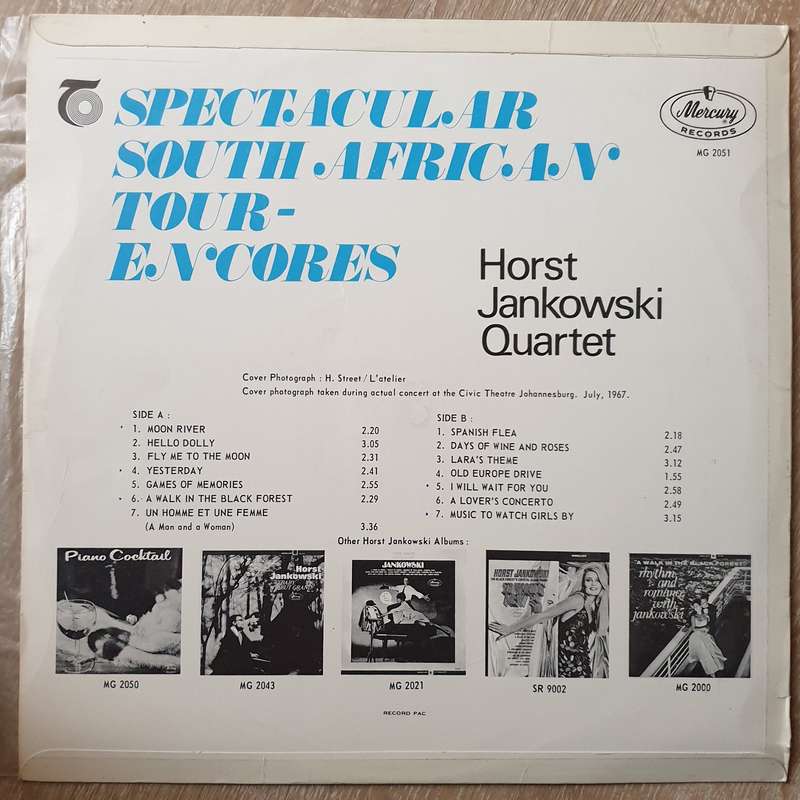 SPECTACULAR
SOUTH AFRICAN
TOUR-
ENCORES
Mercury
RECORDS
MG 2051
Horst
Jankowski
Quartet
Cover Photograph : H. Street / L'atelier
Cover photograph taken during actual concert at the Civic Theatre Johannesburg. July, 1967.
SIDE A :
• 1. MOON RIVER 2.20
2. HELLO DOLLY 3.05
3. FLY ME TO THE MOON 2.31
• 4. YESTERDAY 2.41
5. GAMES OF MEMORIES 2.55
• 6. A WALK IN THE BLACK FOREST 2.29
7. UN HOMME ET UNE FEMME
(A Man and a Woman) 3.36
SIDE B :
1. SPANISH FLEA 2.18
2. DAYS OF WINE AND ROSES 2.47
3. LARA'S THEME 3.12
4. OLD EUROPE DRIVE 1.55
• 5. I WILL WAIT FOR YOU 2.58
6. A LOVER'S CONCERTO 2.49
• 7. MUSIC TO WATCH GIRLS BY 3.15
Other Horst Jankowski Albums :
Piano Cocktail
MG 2050
Horst
Jankowski
MG 2043
JANKOWSKI
MG 2021
HORST JANKOWSKI
SR 9002
"A WALK IN THE BLACK FOREST"
rhythm
and
romance
with
jankowski
MG 2000
RECORD PAC